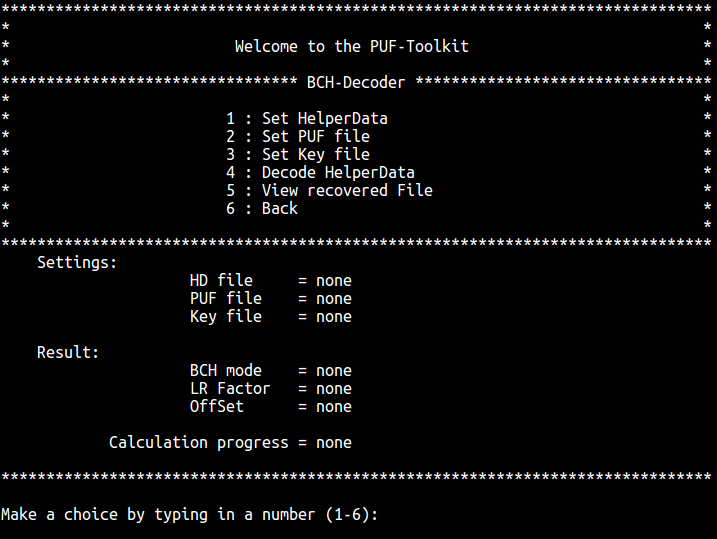 *******************************************************************************
* *
* Welcome to the PUF-Toolkit *
* *
********************************* BCH-Decoder *********************************
* *
* 1 : Set HelperData *
* 2 : Set PUF file *
* 3 : Set Key file *
* 4 : Decode HelperData *
* 5 : View recovered File *
* 6 : Back *
* *
*******************************************************************************
Settings:
HD file = none
PUF file = none
Key file = none
Result:
BCH mode = none
LR Factor = none
OffSet = none
Calculation progress = none
*******************************************************************************
Make a choice by typing in a number (1-6):